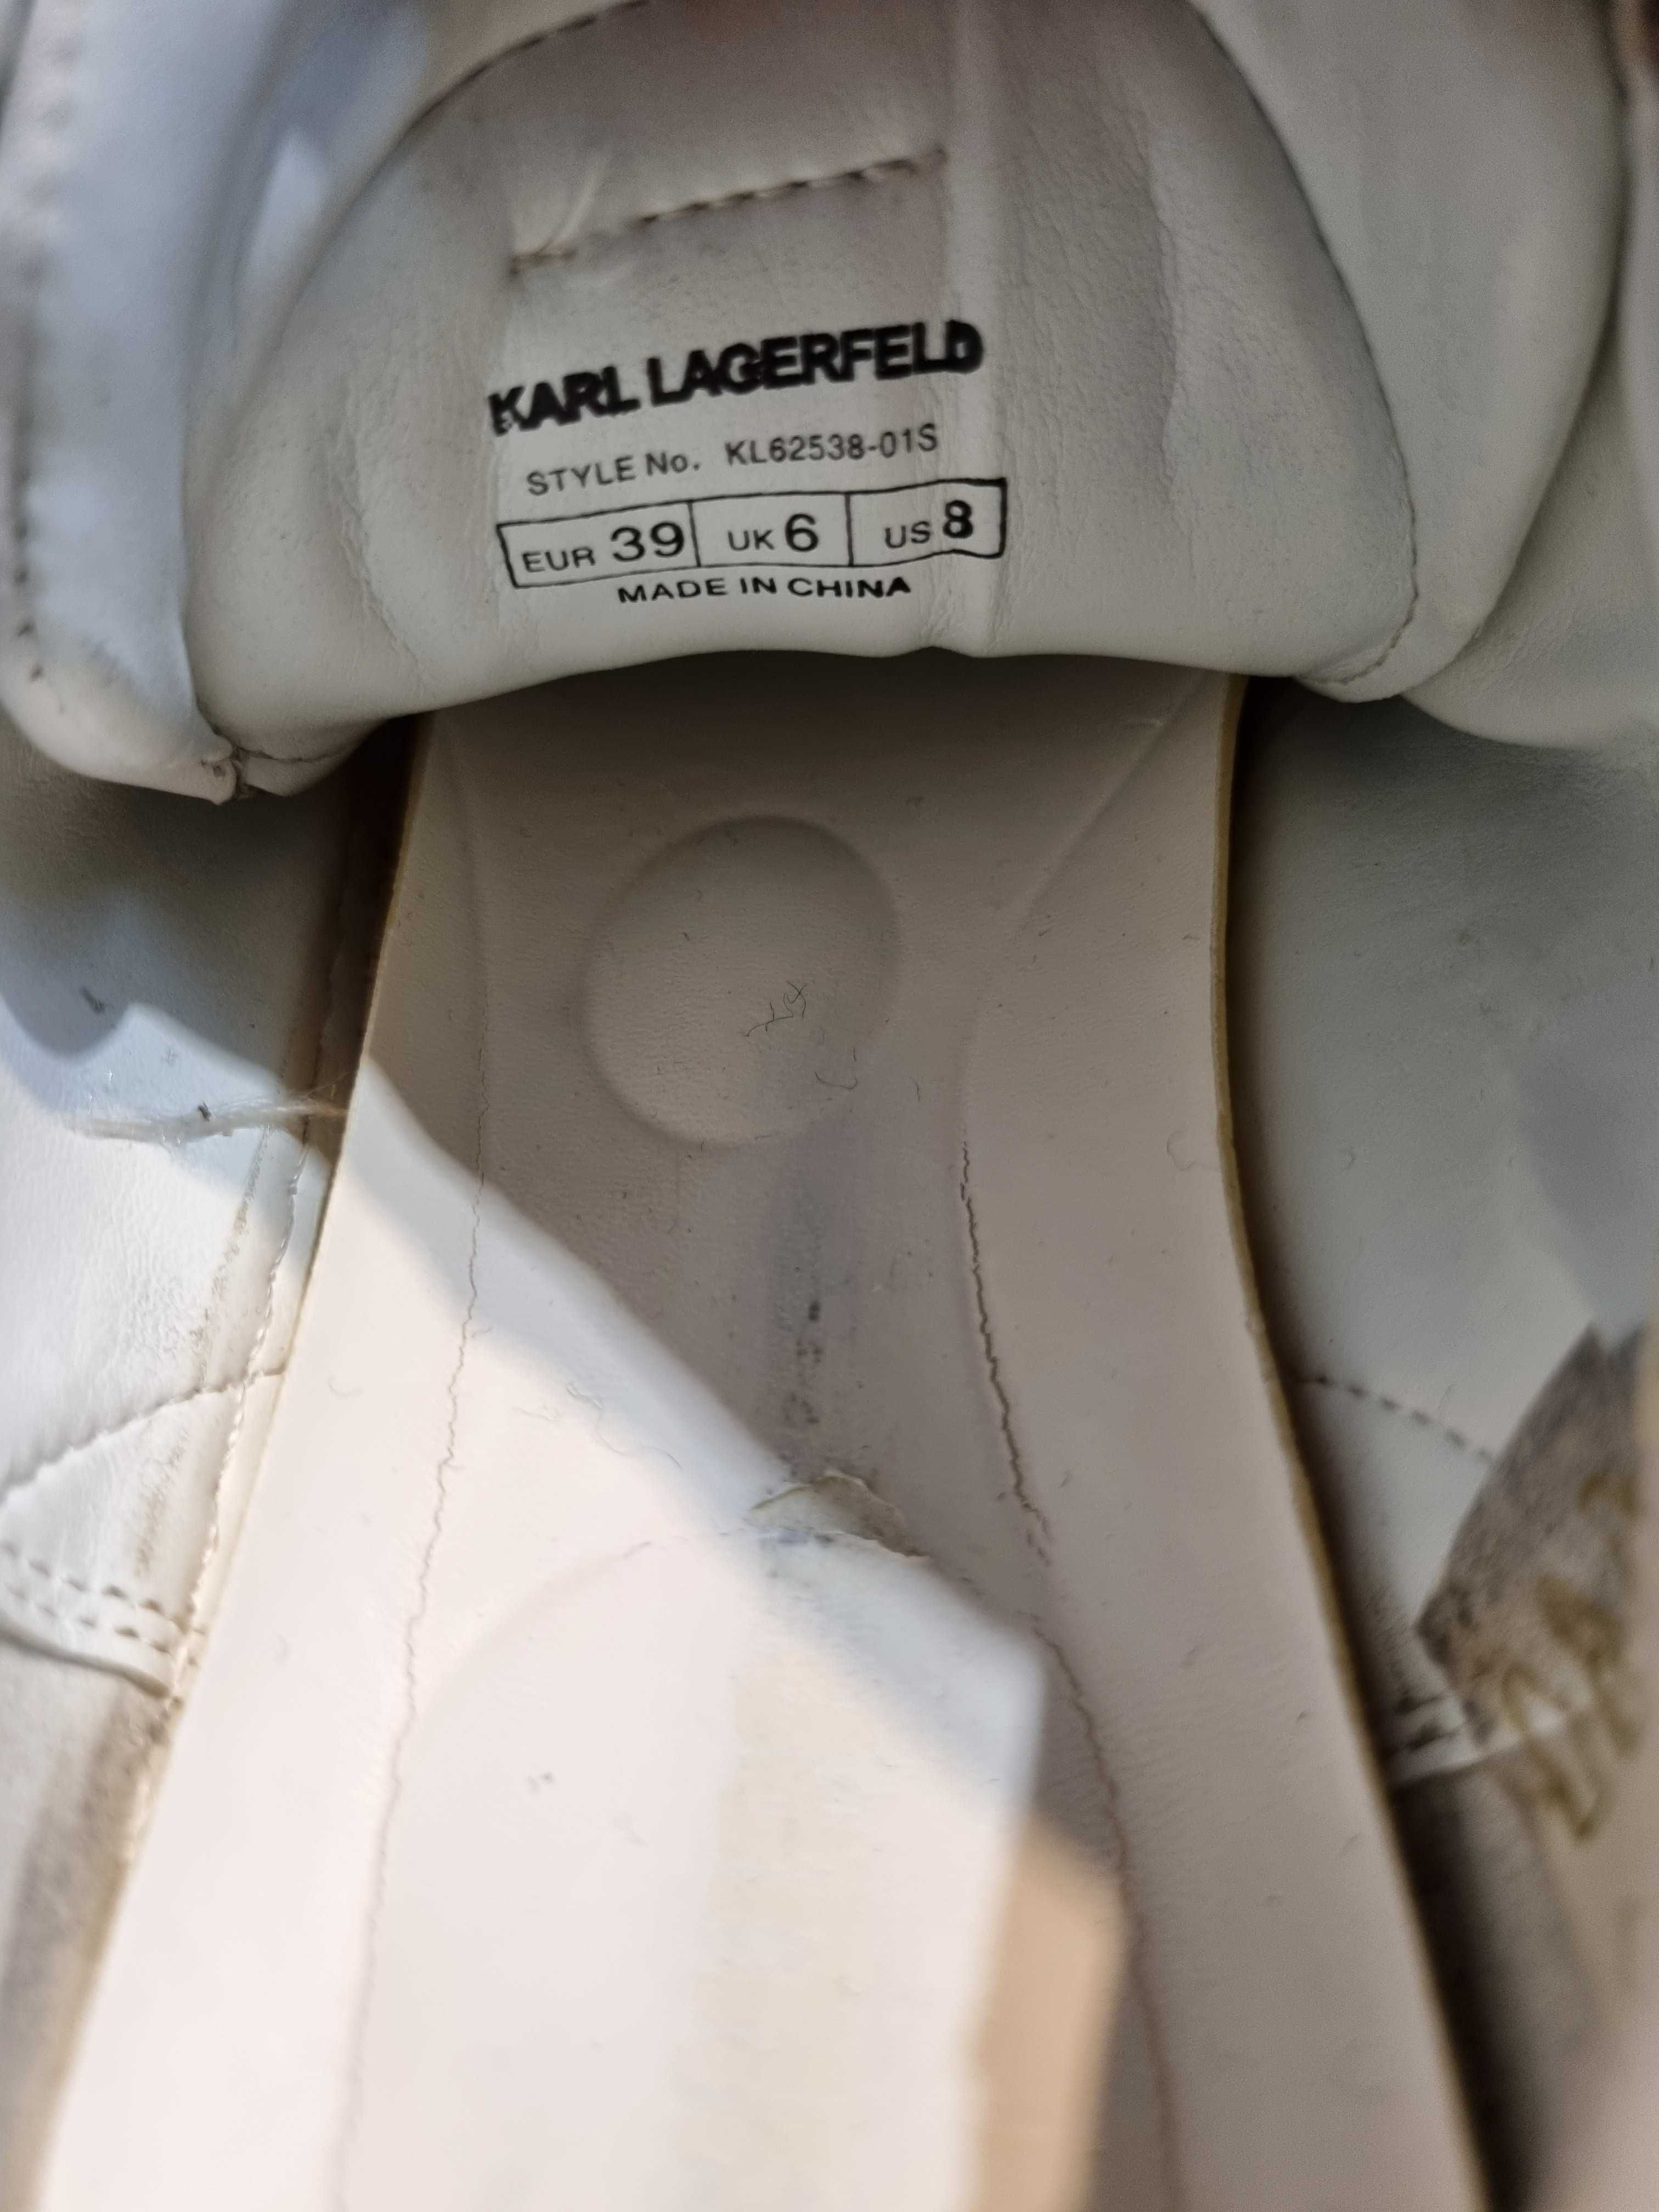 KARL LAGERFELD
STYLE No. KL62538-01S
EUR 39 UK 6 US 8
MADE IN CHINA